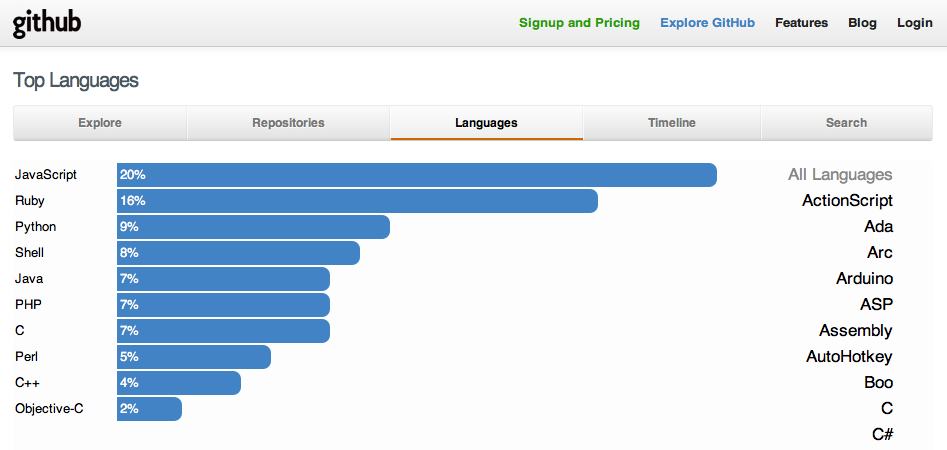 github
Signup and Pricing Explore GitHub Features Blog Login
Top Languages
Explore Repositories Languages Timeline Search
JavaScript 20%
Ruby 16%
Python 9%
Shell 8%
Java 7%
PHP 7%
C 7%
Perl 5%
C++ 4%
Objective-C 2%
All Languages
ActionScript
Ada
Arc
Arduino
ASP
Assembly
AutoHotkey
Boo
C
C#